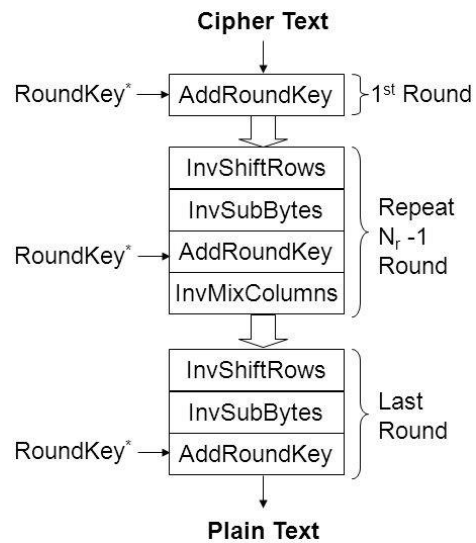 Cipher Text
RoundKey* AddRoundKey 1st Round
InvShiftRows
InvSubBytes
Repeat
Nr -1
Round
RoundKey* AddRoundKey
InvMixColumns
InvShiftRows
InvSubBytes
Last
Round
RoundKey* AddRoundKey
Plain Text